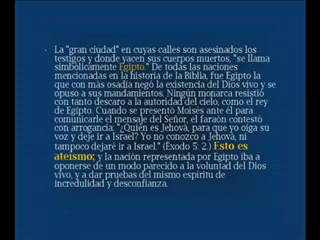 La "gran ciudad" en cuyas calles son asesinados los
testigos y donde yacen sus cuerpos muertos, "se llama
simbólicamente Egipto." De todas las naciones
mencionadas en la historia de la Biblia, fue Egipto la
que con más osadía negó la existencia del Dios vivo y se
opuso a sus mandamientos. Ningún monarca resistió
con tanto descaro a la autoridad del cielo, como el rey
de Egipto. Cuando se presentó Moisés ante él para
comunicarle el mensaje del Señor, el faraón contestó
con arrogancia: "¿Quién es Jehová, para que yo oiga su
voz y deje ir a Israel? Yo no conozco a Jehová, ni
tampoco dejaré ir a Israel." (Éxodo 5: 2.) Esto es
ateísmo; y la nación representada por Egipto iba a
oponerse de un modo parecido a la voluntad del Dios
vivo, y a dar pruebas del mismo espíritu de
incredulidad y desconfianza.